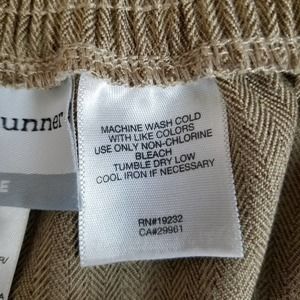 unner
E
MACHINE WASH COLD
WITH LIKE COLORS
USE ONLY NON-CHLORINE
BLEACH
TUMBLE DRY LOW
COOL IRON IF NECESSARY
RN#19232
CA#29961